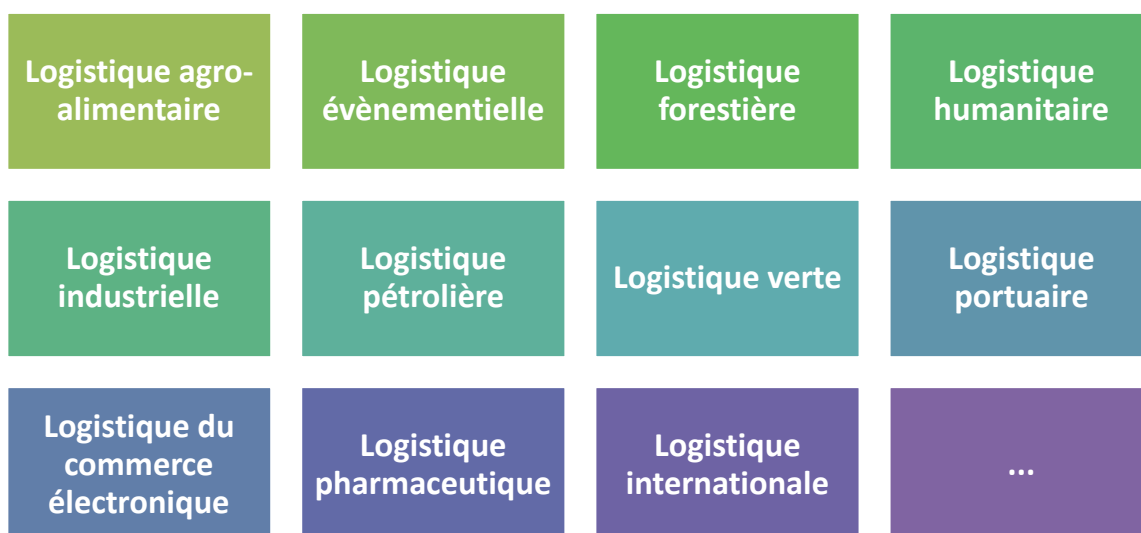 Logistique agro-
alimentaire
Logistique
évènementielle
Logistique
forestière
Logistique
humanitaire
Logistique
industrielle
Logistique
pétrolière
Logistique verte
Logistique
portuaire
Logistique du
commerce
électronique
Logistique
pharmaceutique
Logistique
internationale
...